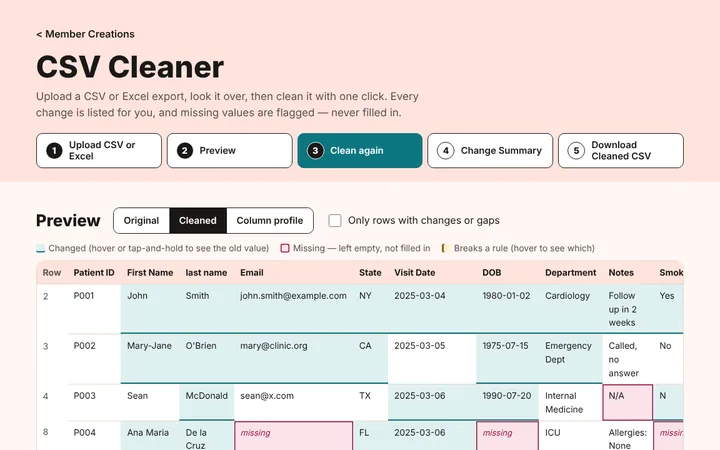 < Member Creations
CSV Cleaner
Upload a CSV or Excel export, look it over, then clean it with one click. Every
change is listed for you, and missing values are flagged — never filled in.
1 Upload CSV or Excel
2 Preview
3 Clean again
4 Change Summary
5 Download Cleaned CSV
Preview
Original Cleaned Column profile
Only rows with changes or gaps
Changed (hover or tap-and-hold to see the old value) Missing — left empty, not filled in Breaks a rule (hover to see which)
Row Patient ID First Name last name Email State Visit Date DOB Department Notes Smok
2 P001 John Smith john.smith@example.com NY 2025-03-04 1980-01-02 Cardiology Follow up in 2 weeks Yes
3 P002 Mary-Jane O'Brien mary@clinic.org CA 2025-03-05 1975-07-15 Emergency Dept Called, no answer No
4 P003 Sean McDonald sean@x.com TX 2025-03-06 1990-07-20 Internal Medicine N/A N
8 P004 Ana Maria De la Cruz missing FL 2025-03-06 missing ICU Allergies: None missin